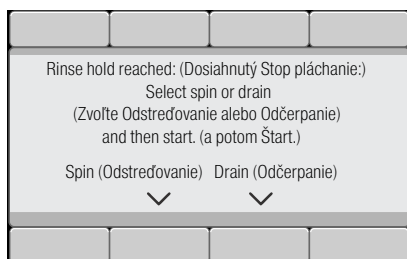 Rinse hold reached: (Dosiahnutý Stop pláchanie:)
Select spin or drain
(Zvoľte Odstreďovanie alebo Odčerpanie)
and then start. (a potom Štart.)
Spin (Odstreďovanie) Drain (Odčerpanie)